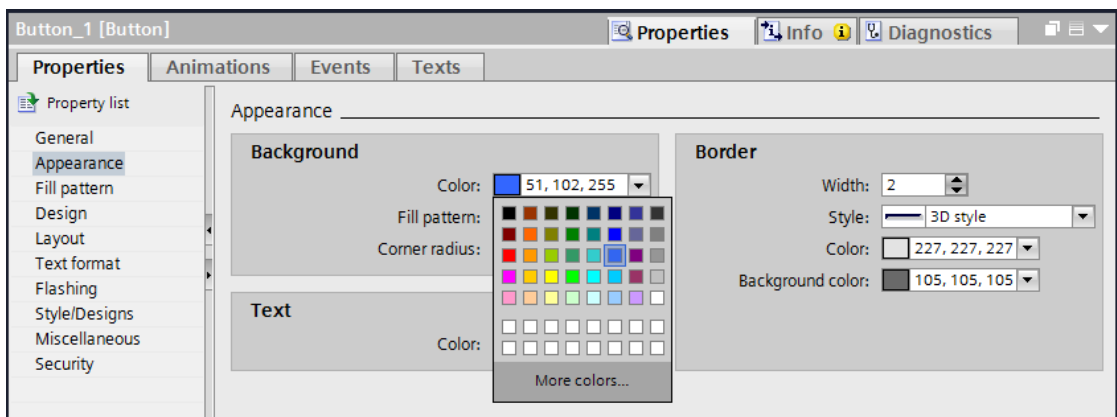 Button_1 [Button]
Properties Info Diagnostics
Properties Animations Events Texts
Property list
General
Appearance
Fill pattern
Design
Layout
Text format
Flashing
Style/Designs
Miscellaneous
Security
Appearance
Background
Color: 51, 102, 255
Fill pattern:
Corner radius:
More colors...
Text
Color:
Border
Width: 2
Style: 3D style
Color: 227, 227, 227
Background color: 105, 105, 105